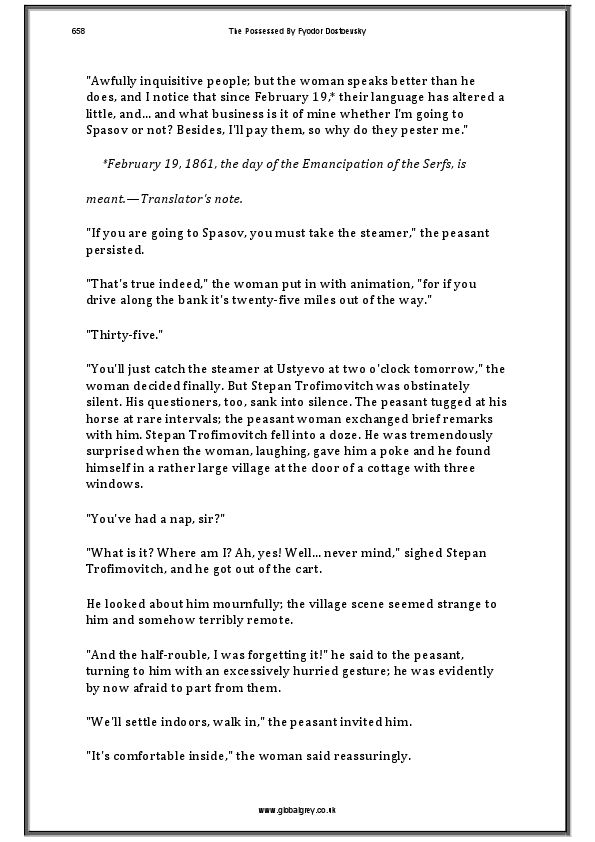 658
The Possessed By Fyodor Dostoevsky
"Awfully inquisitive people; but the woman speaks better than he
does, and I notice that since February 19,* their language has altered a
little, and... and what business is it of mine whether I'm going to
Spasov or not? Besides, I'll pay them, so why do they pester me."
*February 19, 1861, the day of the Emancipation of the Serfs, is
meant.—Translator's note.
"If you are going to Spasov, you must take the steamer," the peasant
persisted.
"That's true indeed," the woman put in with animation, "for if you
drive along the bank it's twenty-five miles out of the way."
"Thirty-five."
"You'll just catch the steamer at Ustyevo at two o'clock tomorrow," the
woman decided finally. But Stepan Trofimovitch was obstinately
silent. His questioners, too, sank into silence. The peasant tugged at his
horse at rare intervals; the peasant woman exchanged brief remarks
with him. Stepan Trofimovitch fell into a doze. He was tremendously
surprised when the woman, laughing, gave him a poke and he found
himself in a rather large village at the door of a cottage with three
windows.
"You've had a nap, sir?"
"What is it? Where am I? Ah, yes! Well... never mind," sighed Stepan
Trofimovitch, and he got out of the cart.
He looked about him mournfully; the village scene seemed strange to
him and somehow terribly remote.
"And the half-rouble, I was forgetting it!" he said to the peasant,
turning to him with an excessively hurried gesture; he was evidently
by now afraid to part from them.
"We'll settle indoors, walk in," the peasant invited him.
"It's comfortable inside," the woman said reassuringly.
www.globalgrey.co.uk